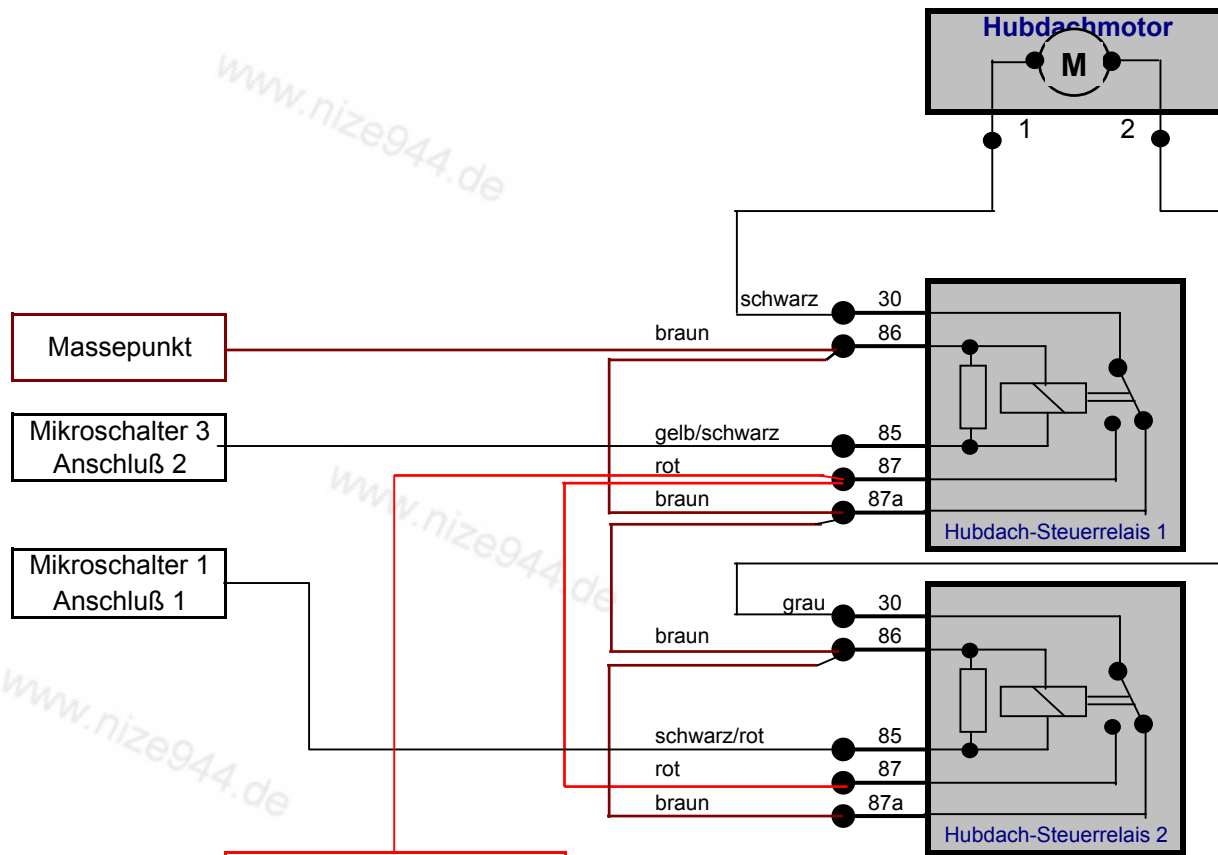 Hubdachmotor
M
1 2
www.nize944.de
schwarz 30
braun 86
Massepunkt
Mikroschalter 3
Anschluß 2
gelb/schwarz 85
rot 87
braun 87a
Hubdach-Steuerrelais 1
www.nize944.de
Mikroschalter 1
Anschluß 1
grau 30
braun 86
www.nize944.de
schwarz/rot 85
rot 87
braun 87a
Hubdach-Steuerrelais 2